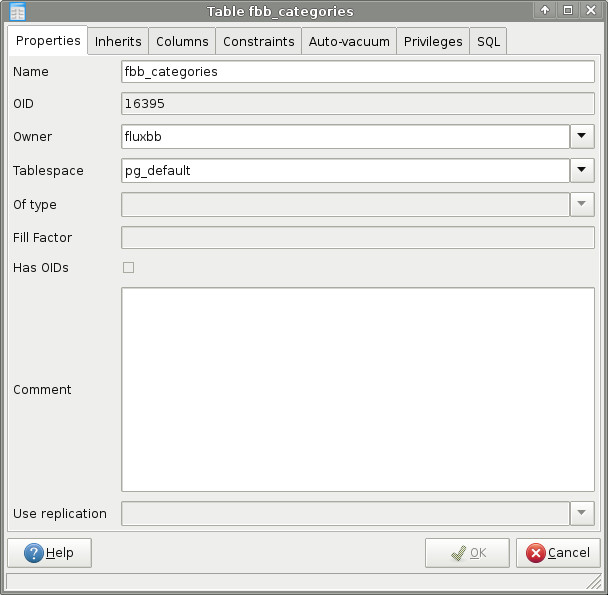 Table fbb_categories
Properties Inherits Columns Constraints Auto-vacuum Privileges SQL
Name fbb_categories
OID 16395
Owner fluxbb
Tablespace pg_default
Of type
Fill Factor
Has OIDs
Comment
Use replication
Help OK Cancel